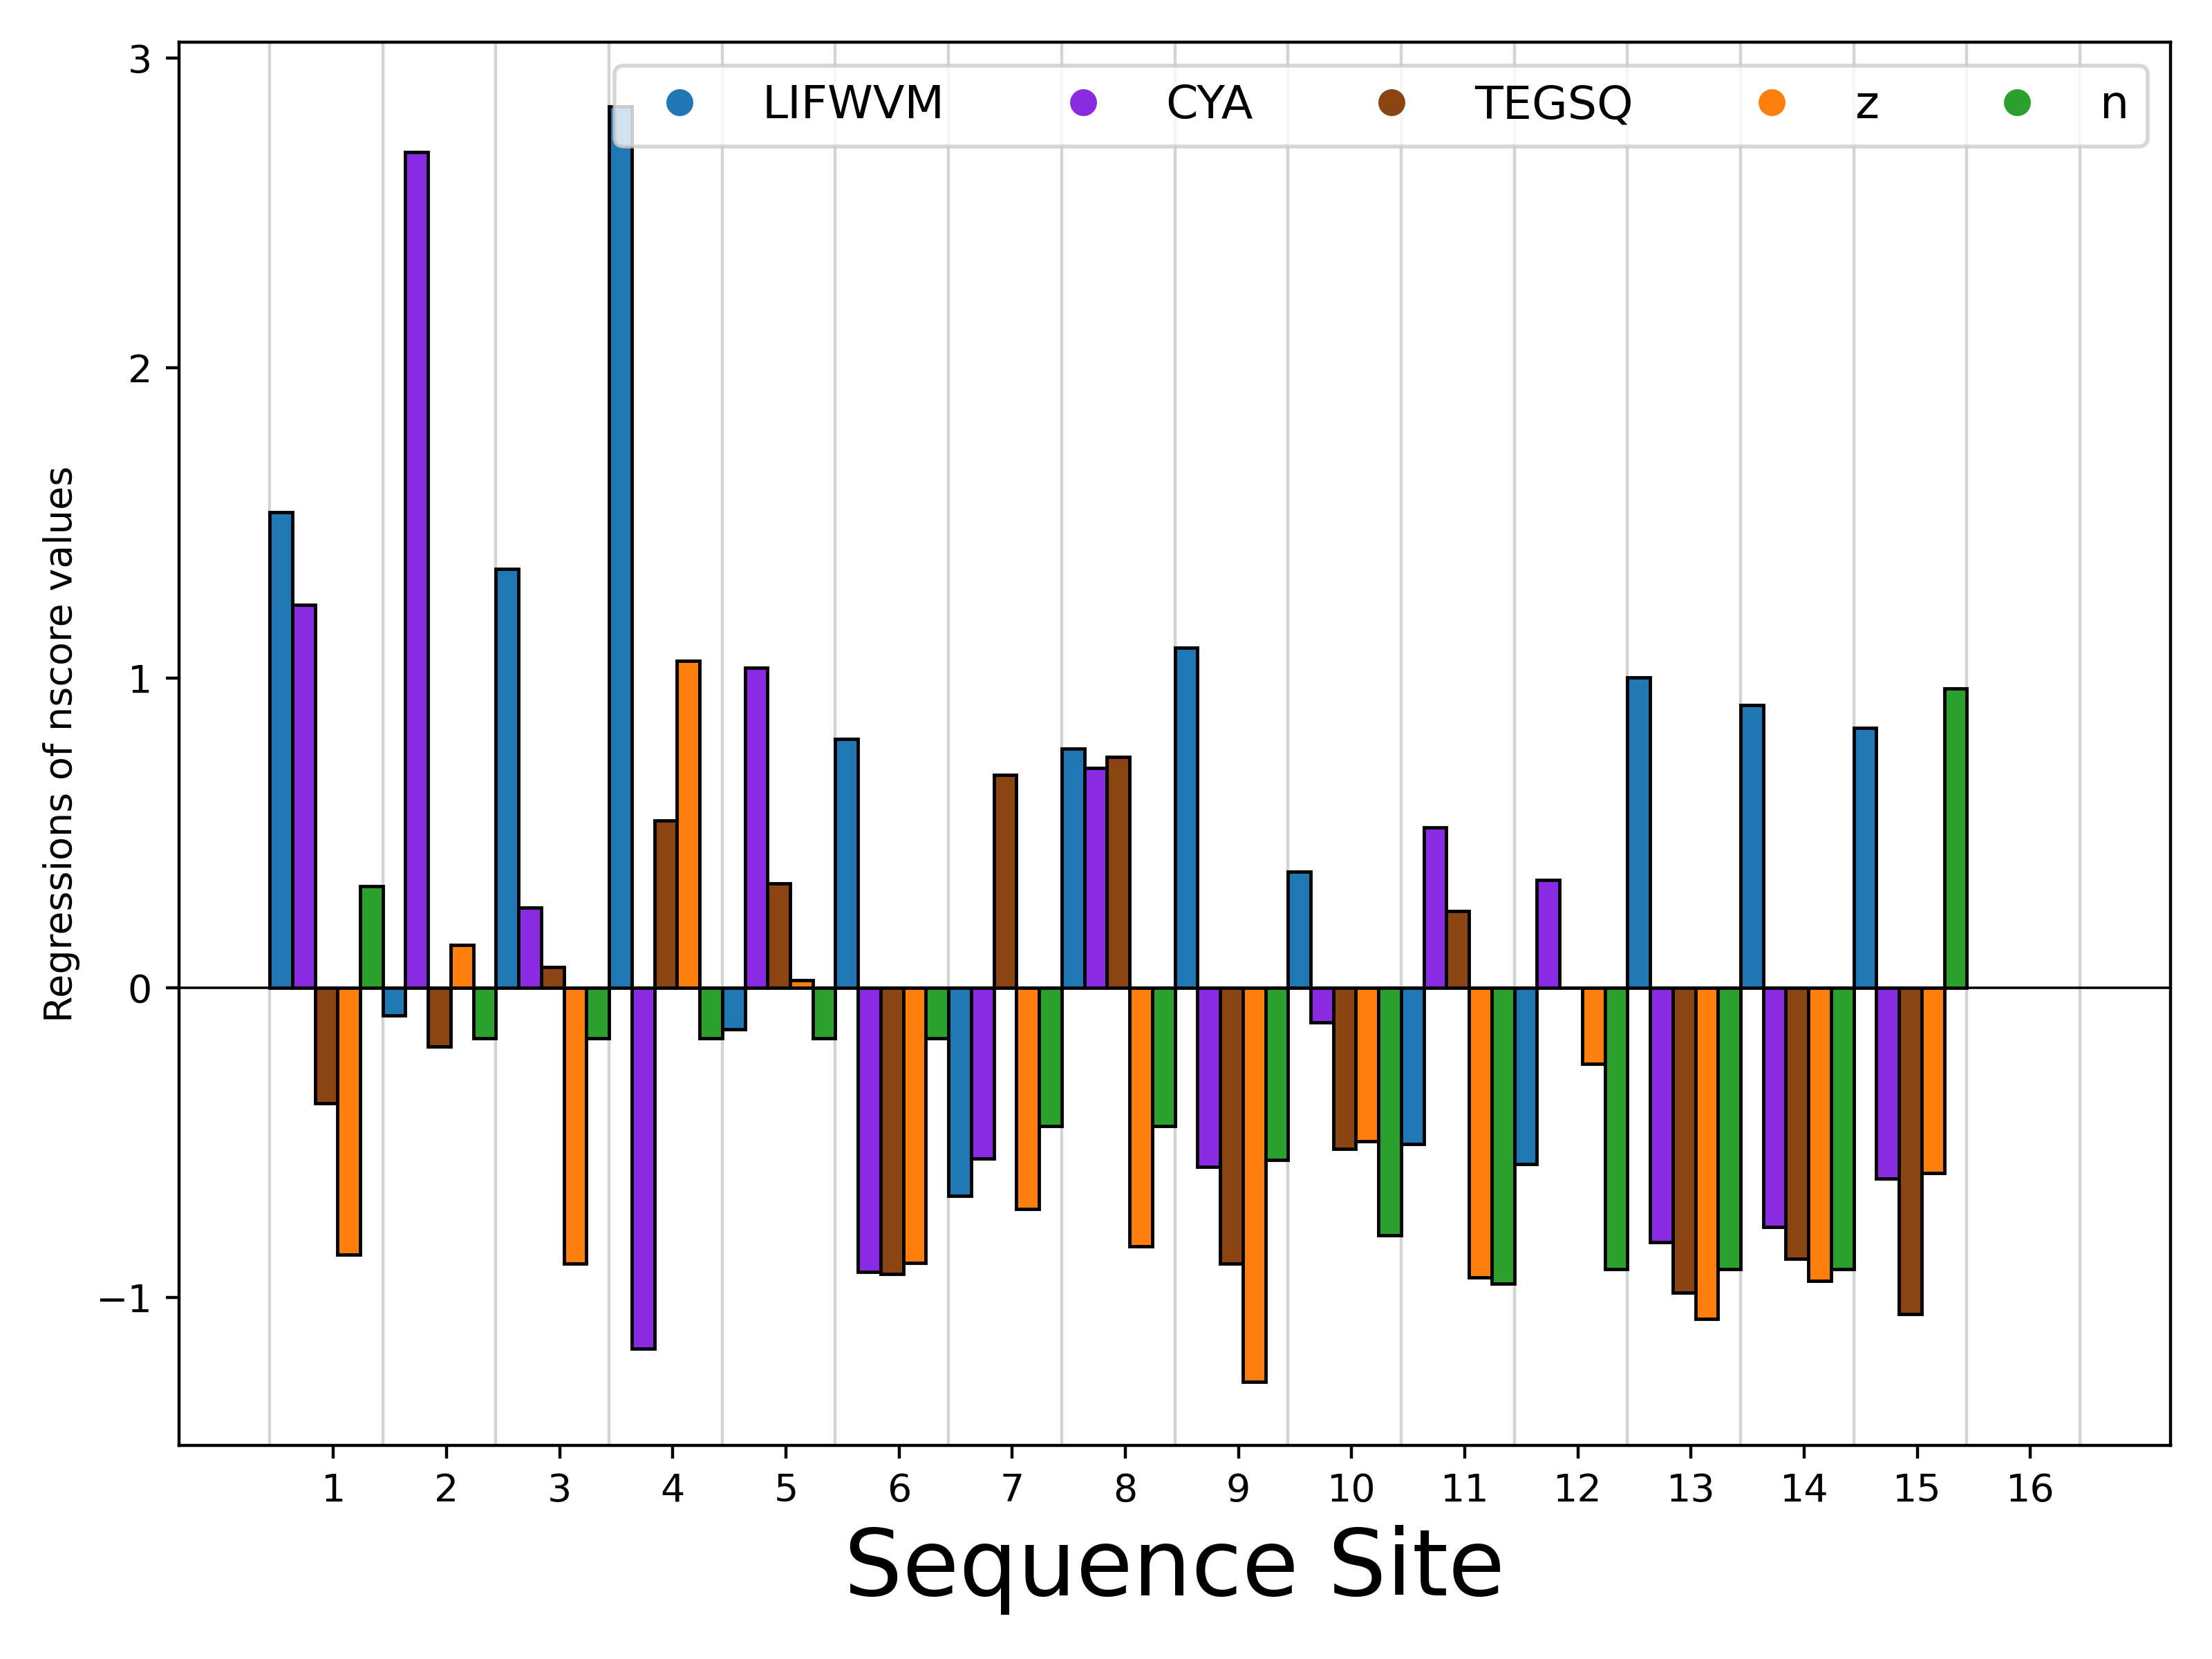 3
LIFWVM CYA TEGSQ z n
2
1
0
−1
Regressions of nscore values
1 2 3 4 5 6 7 8 9 10 11 12 13 14 15 16
Sequence Site